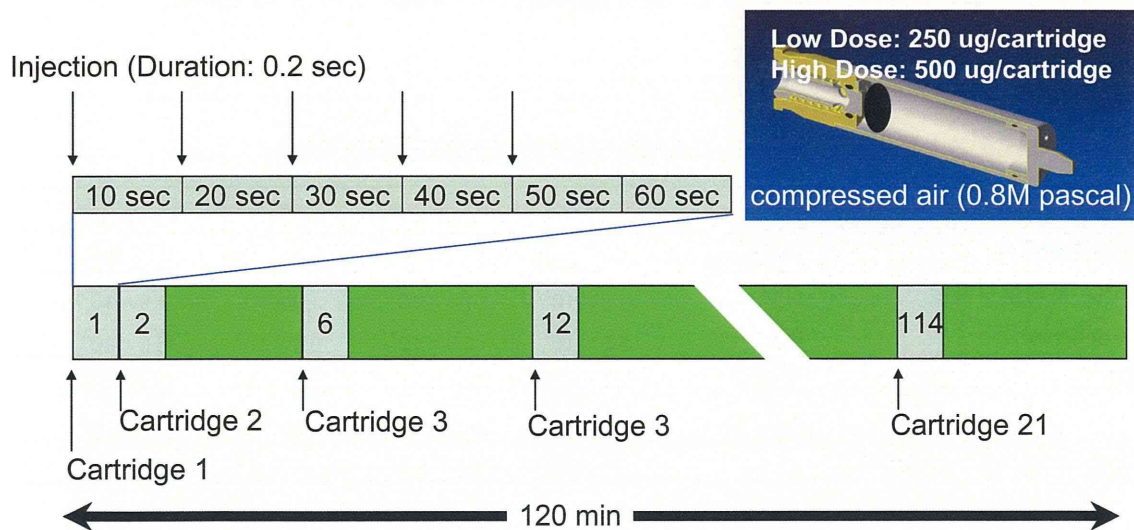 Low Dose: 250 ug/cartridge
High Dose: 500 ug/cartridge
compressed air (0.8M pascal)
Injection (Duration: 0.2 sec)
10 sec 20 sec 30 sec 40 sec 50 sec 60 sec
1 2 6 12 114
Cartridge 2 Cartridge 3 Cartridge 3 Cartridge 21
Cartridge 1
120 min